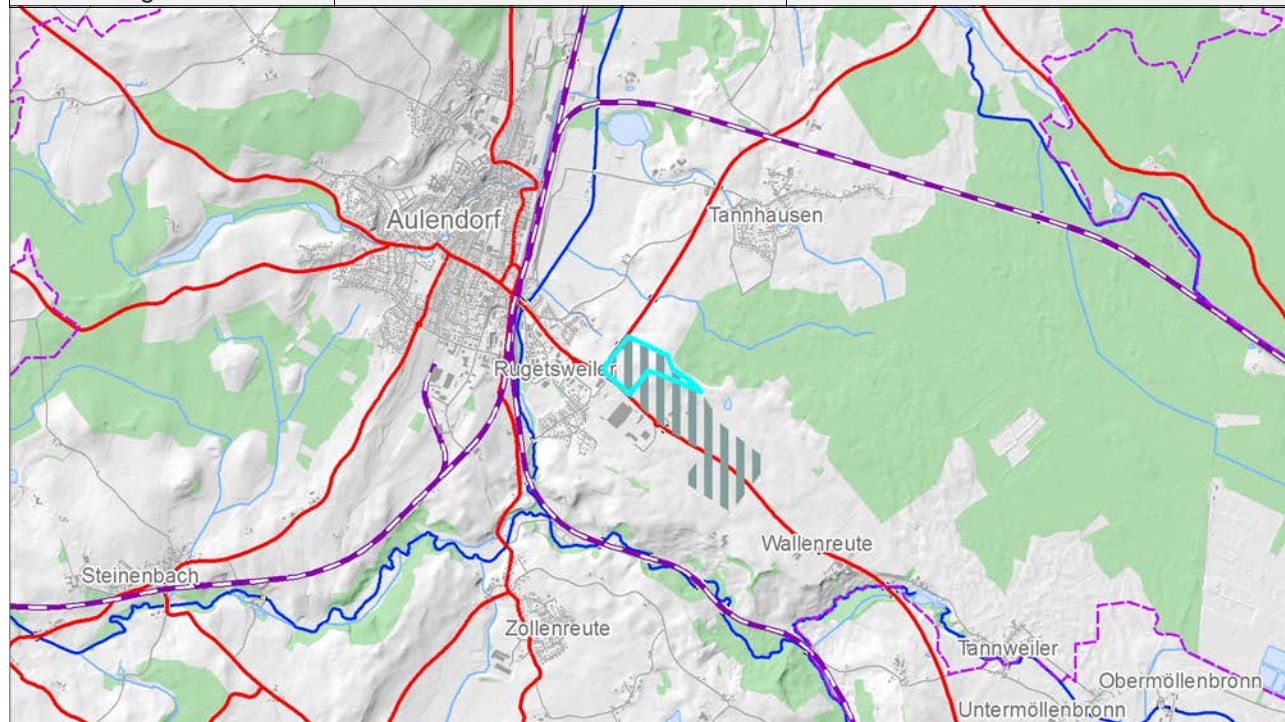 Aulendorf
Tannhausen
Rugetsweiler
Wallenreute
Steinenbach
Zollenreute
Tannweiler
Obermöllenbronn
Untermöllenbronn